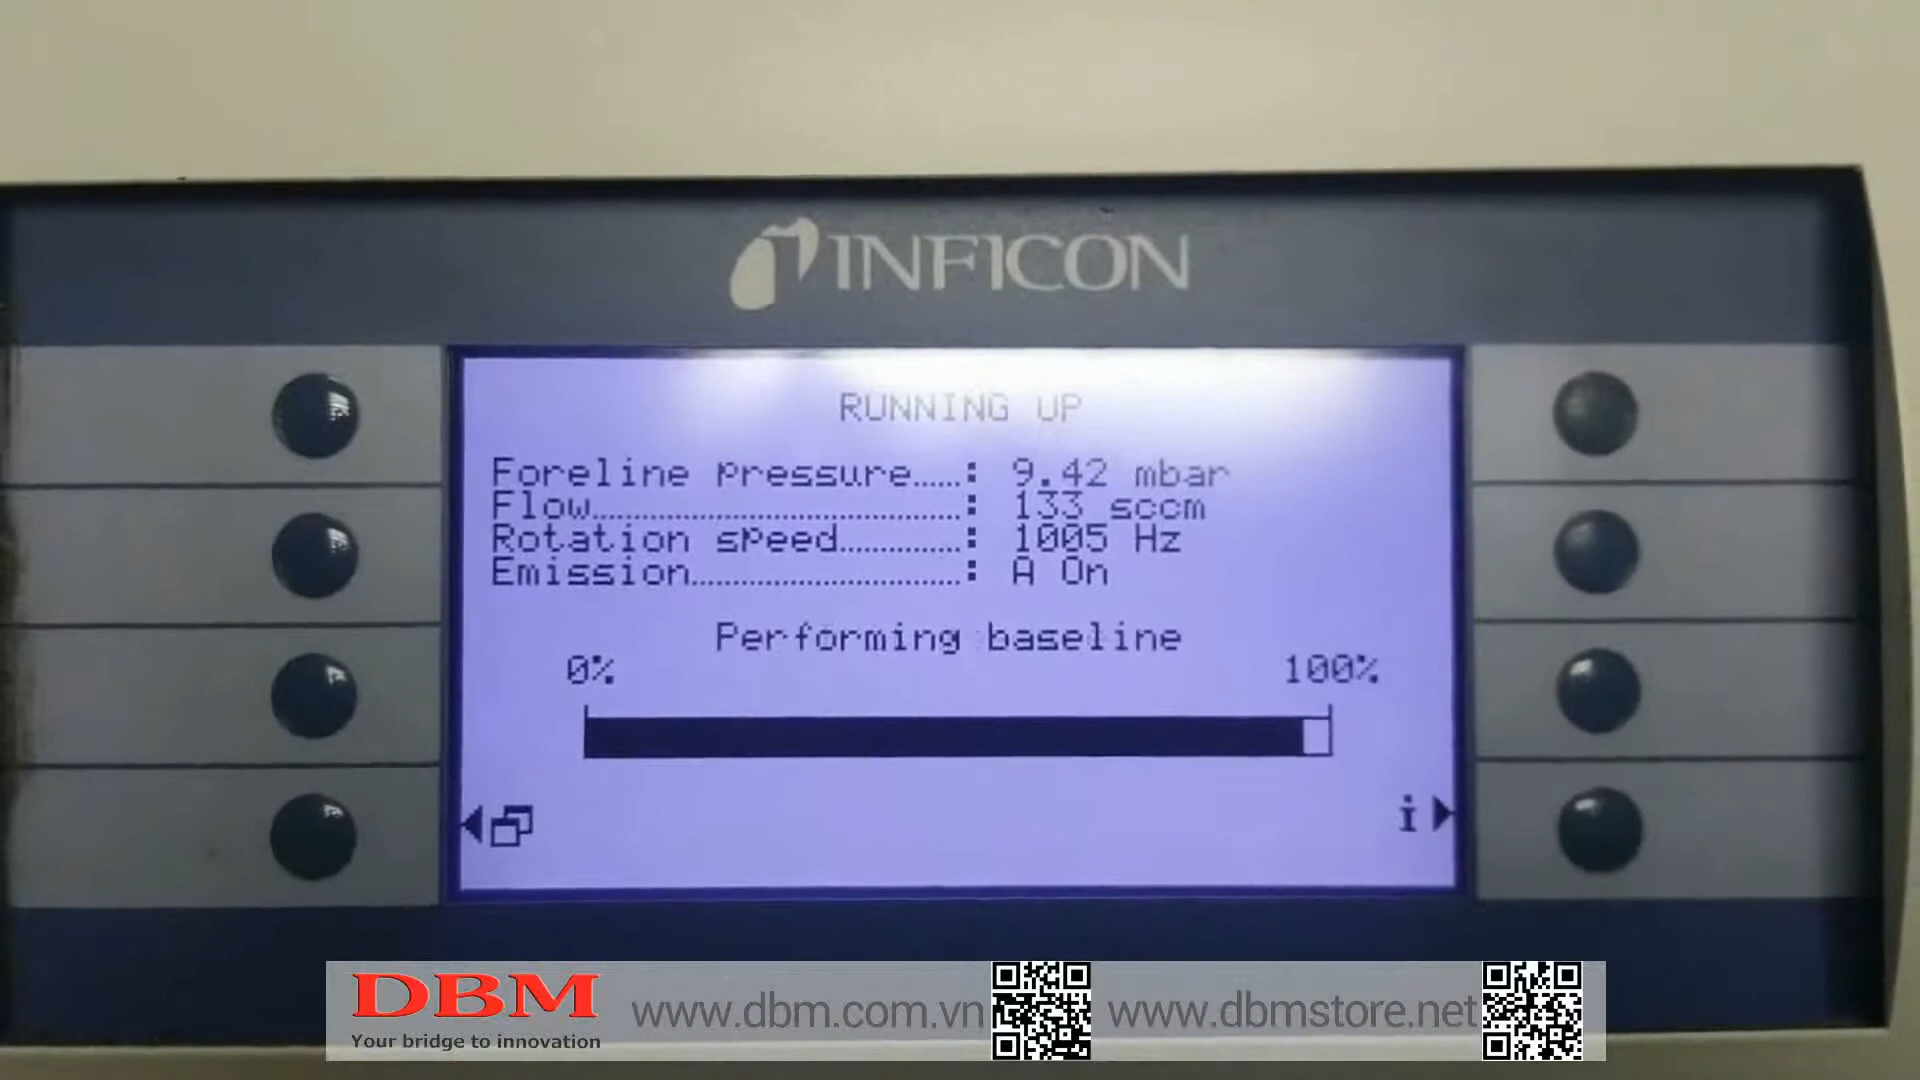 INFICON
RUNNING UP
Foreline pressure.....: 9.42 mbar
Flow..............................: 133 sccm
Rotation speed..........: 1005 Hz
Emission......................: A On
Performing baseline
0% 100%
i
DBM
Your bridge to innovation
www.dbm.com.vn
www.dbmstore.net